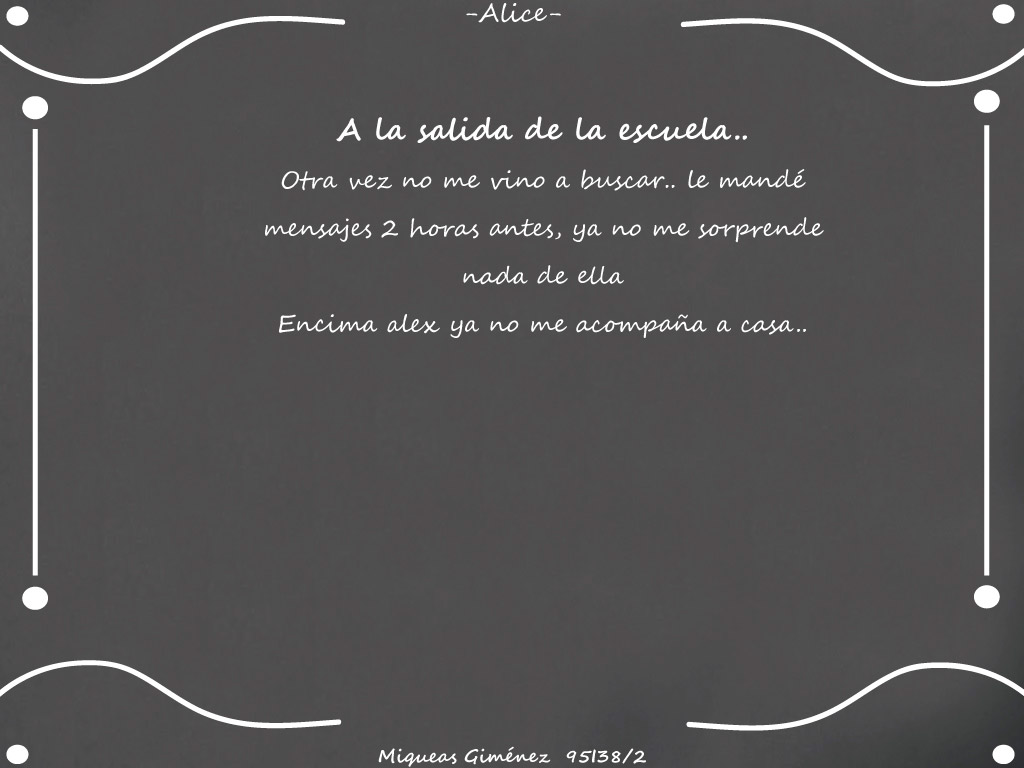 -Alice-
A la salida de la escuela..
Otra vez no me vino a buscar.. le mandé
mensajes 2 horas antes, ya no me sorprende
nada de ella
Encima alex ya no me acompaña a casa..
Miqueas Giménez 95138/2